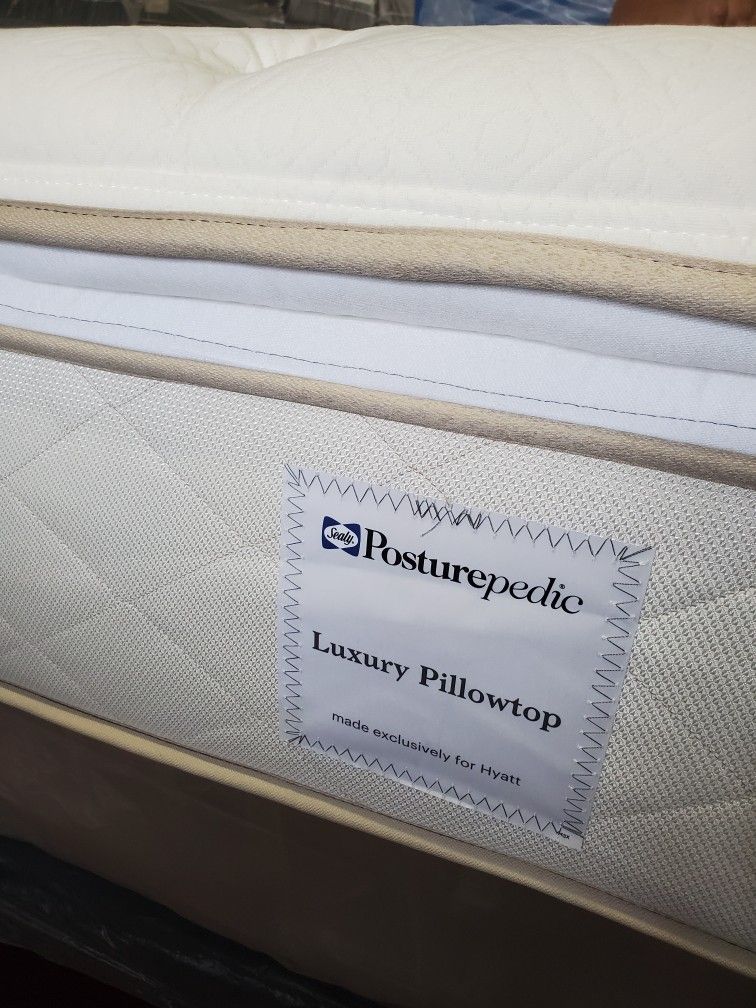 Sealy Posturepedic
Luxury Pillowtop
made exclusively for Hyatt